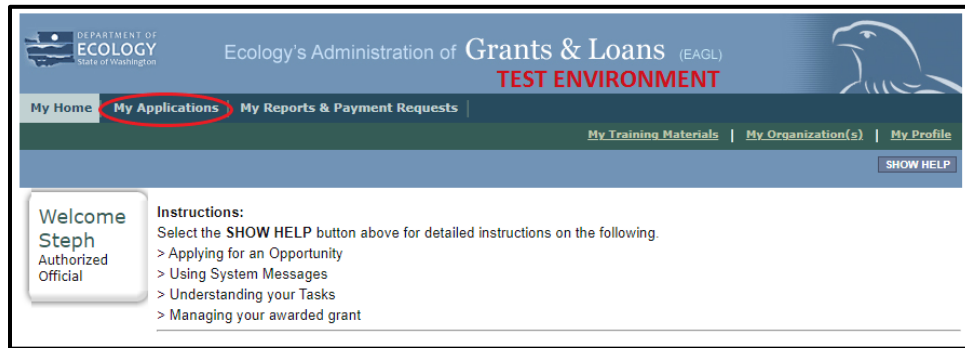 DEPARTMENT OF
ECOLOGY
State of Washington
Ecology's Administration of Grants & Loans (EAGL)
TEST ENVIRONMENT
My Home My Applications My Reports & Payment Requests
My Training Materials | My Organization(s) | My Profile
SHOW HELP
Welcome
Steph
Authorized
Official
Instructions:
Select the SHOW HELP button above for detailed instructions on the following.
> Applying for an Opportunity
> Using System Messages
> Understanding your Tasks
> Managing your awarded grant